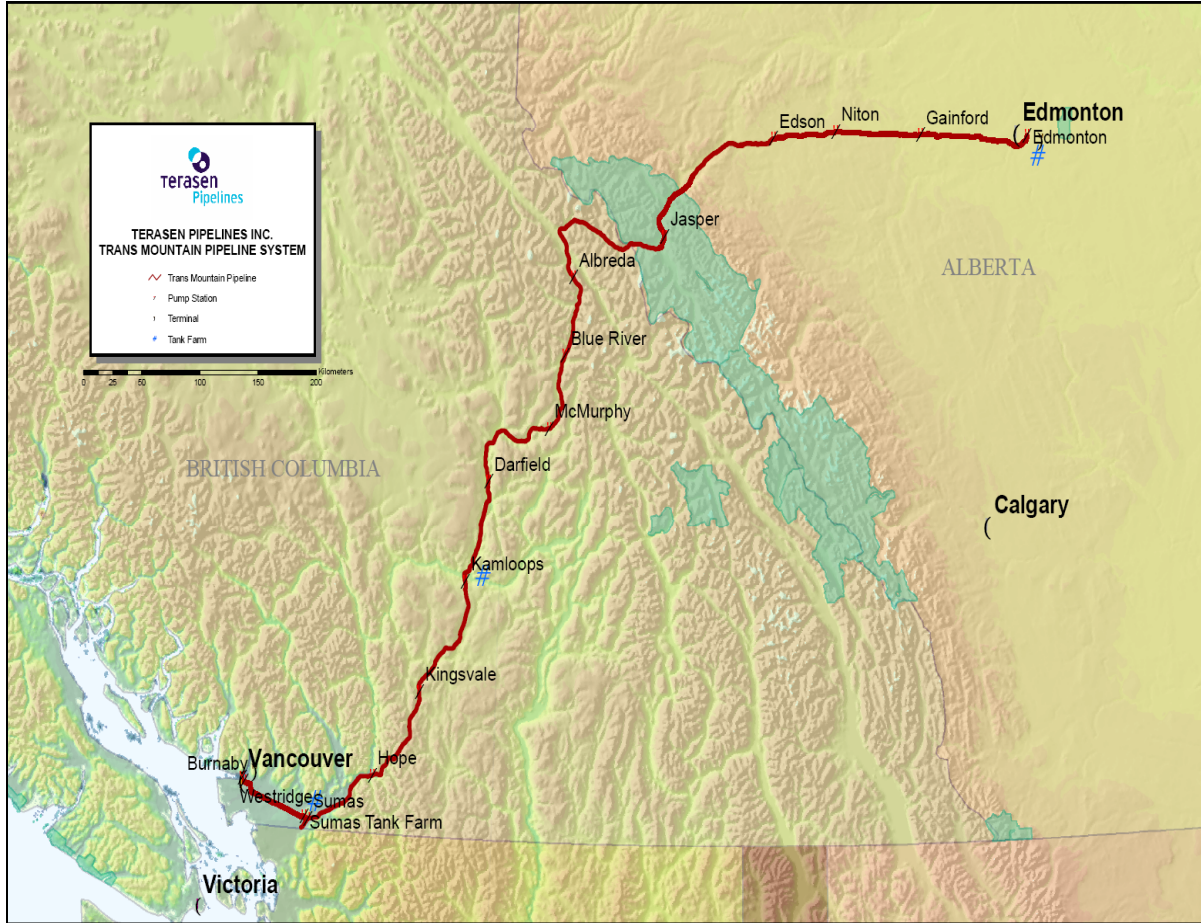 Terasen
Pipelines
TERASEN PIPELINES INC.
TRANS MOUNTAIN PIPELINE SYSTEM
Trans Mountain Pipeline
Pump Station
Terminal
# Tank Farm
Kilometers
0 25 50 100 150 200
Edson
Niton
Gainford
Edmonton
Edmonton
#
Jasper
Albreda
ALBERTA
Blue River
McMurphy
BRITISH COLUMBIA
Darfield
Calgary
Kamloops
#
Kingsvale
Hope
Vancouver
Burnaby
Westridge
# Sumas
Sumas Tank Farm
Victoria